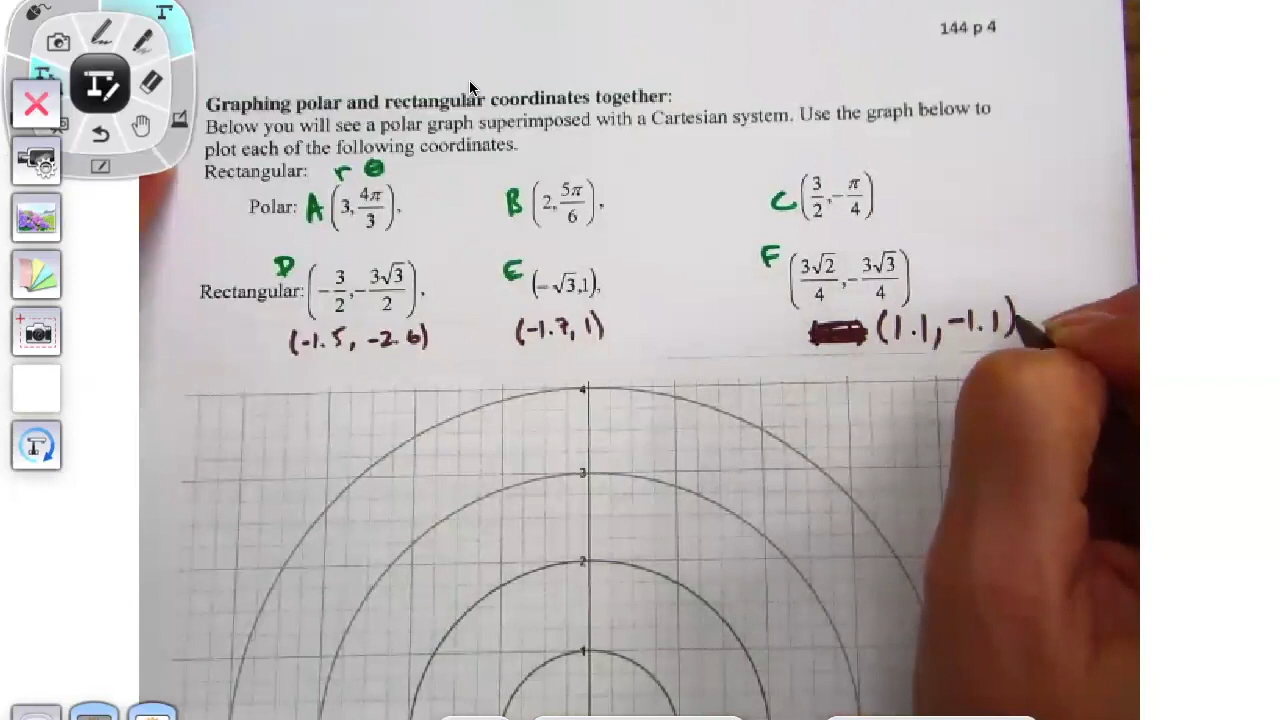 144 p 4
Graphing polar and rectangular coordinates together:
Below you will see a polar graph superimposed with a Cartesian system. Use the graph below to
plot each of the following coordinates.
Rectangular: r θ
Polar: A (3, 4π/3), B (2, 5π/6), C (3/2, -π/4)
D E F
Rectangular: (-3/2, -3√3/2), (-√3,1), (3√2/4, -3√3/4)
(-1.5, -2.6) (-1.7, 1) (1.1, -1.1)
4
3
2
1